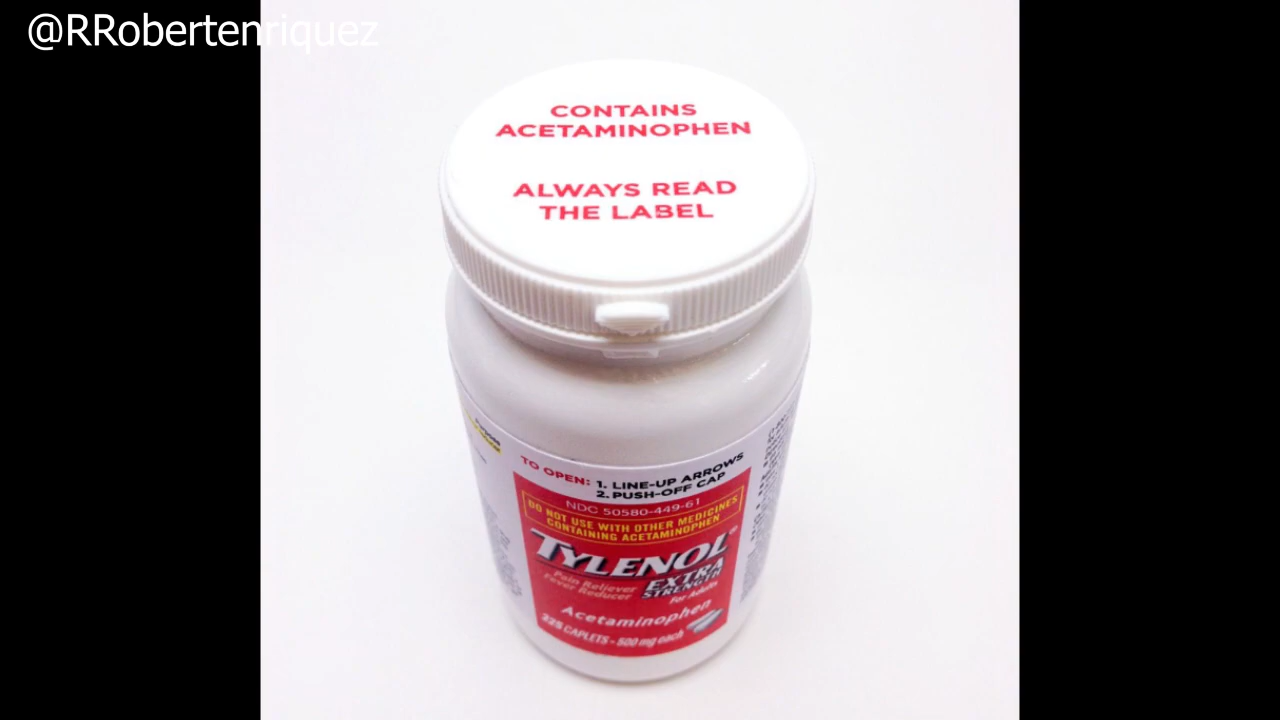 @RRobertenriquez
CONTAINS
ACETAMINOPHEN
ALWAYS READ
THE LABEL
TO OPEN: 1. LINE-UP ARROWS
2. PUSH-OFF CAP
NDC 50580-449-61
DO NOT USE WITH OTHER MEDICINES
CONTAINING ACETAMINOPHEN
TYLENOL
Pain Reliever
Fever Reducer
EXTRA
STRENGTH
For Adults
Acetaminophen
225 CAPLETS - 500 mg each